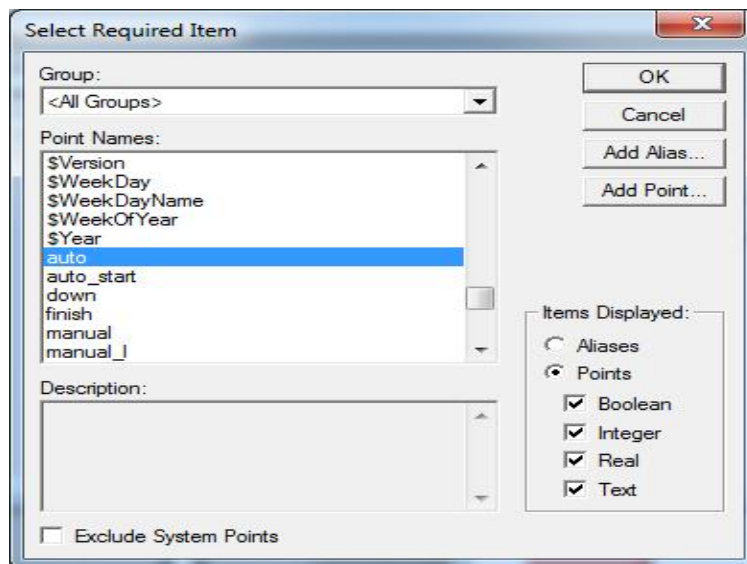 Select Required Item
Group:
<All Groups>
Point Names:
$Version
$WeekDay
$WeekDayName
$WeekOfYear
$Year
auto
auto_start
down
finish
manual
manual_l
Description:
Exclude System Points
OK
Cancel
Add Alias...
Add Point...
Items Displayed:
Aliases
Points
Boolean
Integer
Real
Text